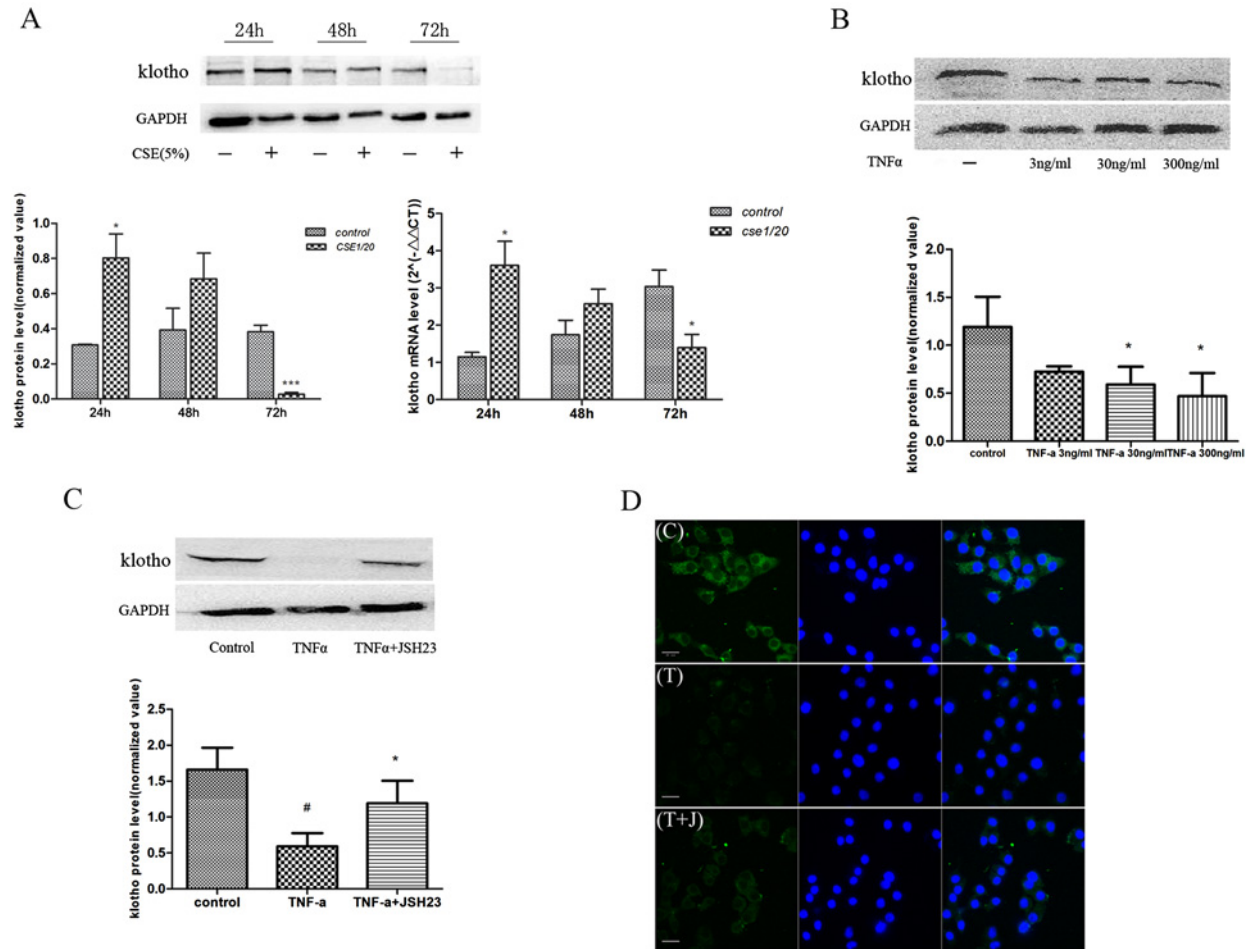 A
24h 48h 72h
klotho
GAPDH
CSE(5%) — + — + — +
klotho protein level(normalized value)
1.0
0.8
0.6
0.4
0.2
0.0
control
CSE1/20
*
***
24h 48h 72h
klotho mRNA level (2^(-△△CT))
5
4
3
2
1
0
control
cse1/20
*
*
24h 48h 72h
B
klotho
GAPDH
TNFα — 3ng/ml 30ng/ml 300ng/ml
klotho protein level(normalized value)
2.0
1.5
1.0
0.5
0.0
*
*
control TNF-a 3ng/ml TNF-a 30ng/ml TNF-a 300ng/ml
C
klotho
GAPDH
Control TNFα TNFα+JSH23
klotho protein level(normalized value)
2.5
2.0
1.5
1.0
0.5
0.0
#
*
control TNF-a TNF-a+JSH23
D
(C)
(T)
(T+J)